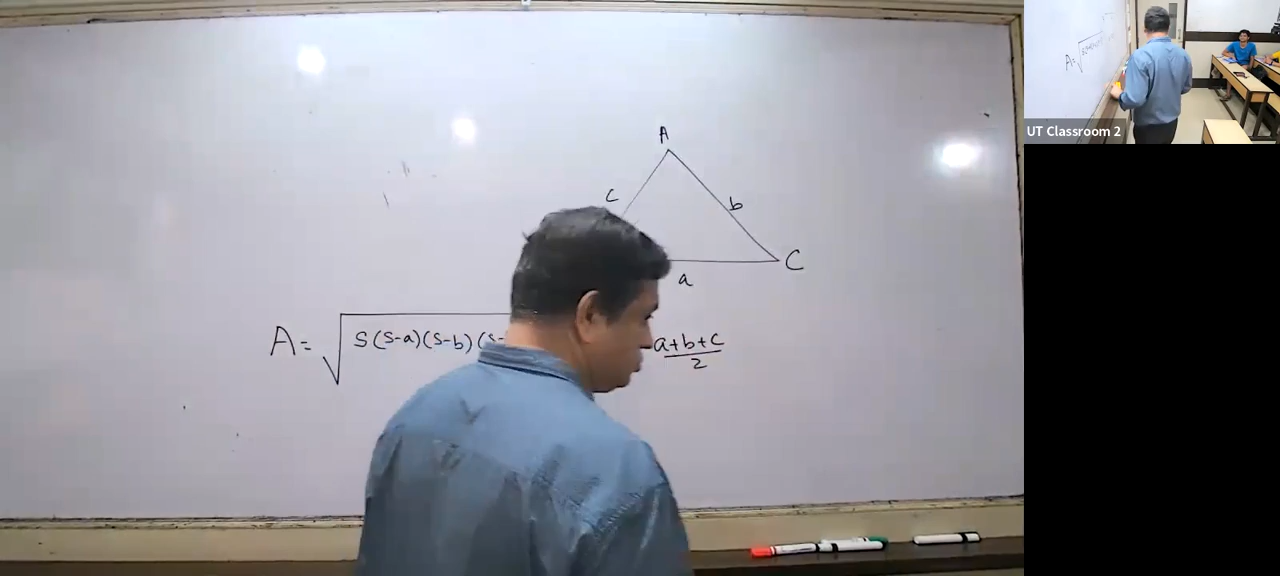 UT Classroom 2
A
c
b
C
a
A= √ s(s-a)(s-b)(s- a+b+c
2